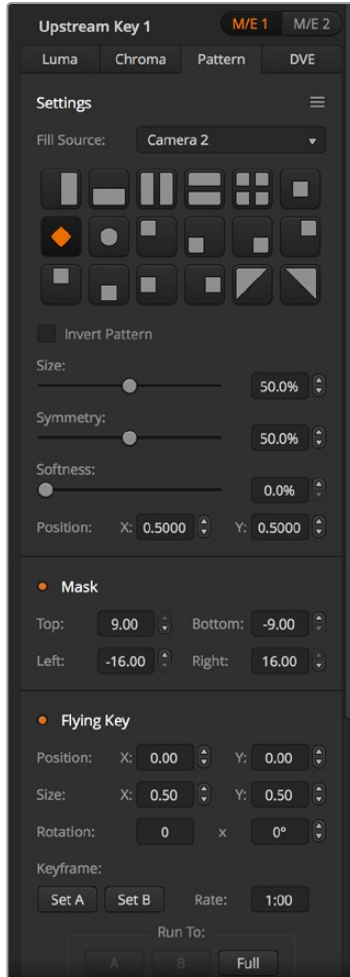 Upstream Key 1 M/E 1 M/E 2
Luma Chroma Pattern DVE
Settings
Fill Source: Camera 2
Invert Pattern
Size:
50.0%
Symmetry:
50.0%
Softness:
0.0%
Position: X: 0.5000 Y: 0.5000
Mask
Top: 9.00 Bottom: -9.00
Left: -16.00 Right: 16.00
Flying Key
Position: X: 0.00 Y: 0.00
Size: X: 0.50 Y: 0.50
Rotation: 0 x 0°
Keyframe:
Set A Set B Rate: 1:00
Run To:
A B Full